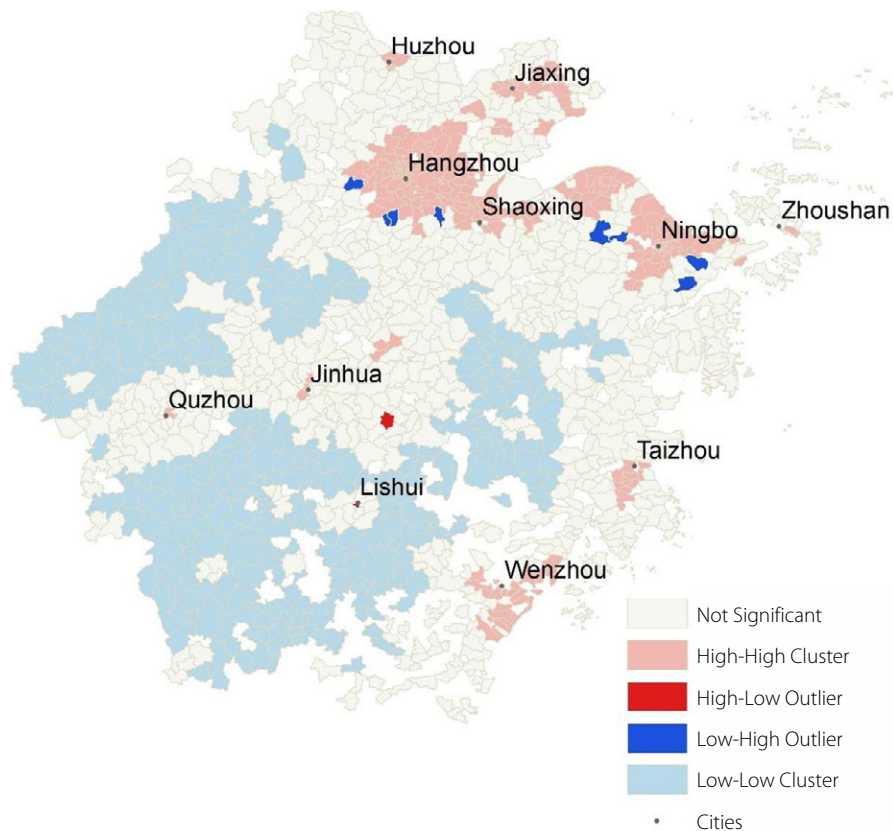 Huzhou
Jiaxing
Hangzhou
Shaoxing
Zhoushan
Ningbo
Jinhua
Quzhou
Taizhou
Lishui
Wenzhou
Not Significant
High-High Cluster
High-Low Outlier
Low-High Outlier
Low-Low Cluster
Cities